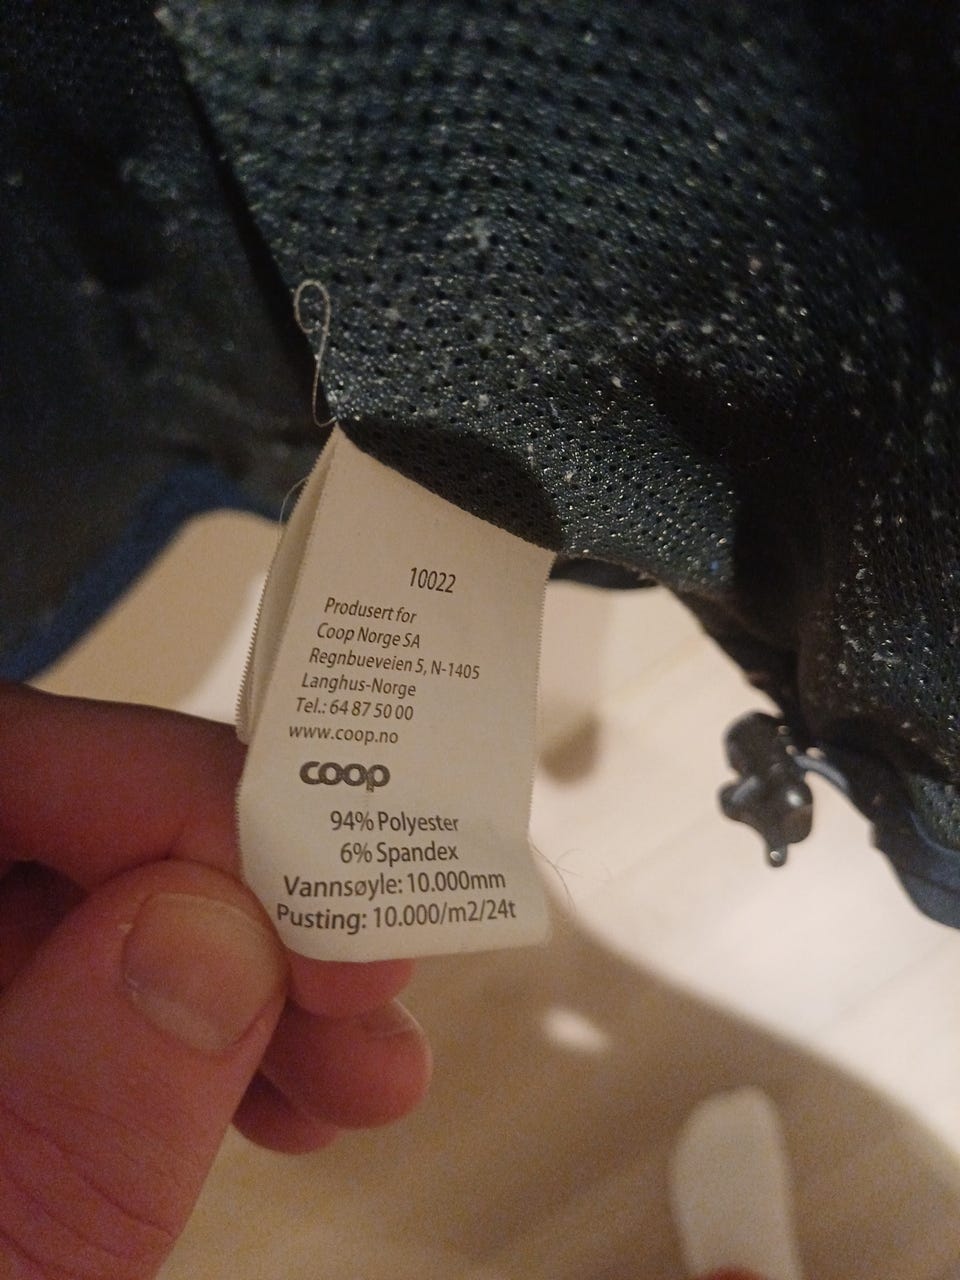 10022
Produsert for
Coop Norge SA
Regnbueveien 5, N-1405
Langhus-Norge
Tel.: 64 87 50 00
www.coop.no
coop
94% Polyester
6% Spandex
Vannsøyle: 10.000mm
Pusting: 10.000/m2/24t